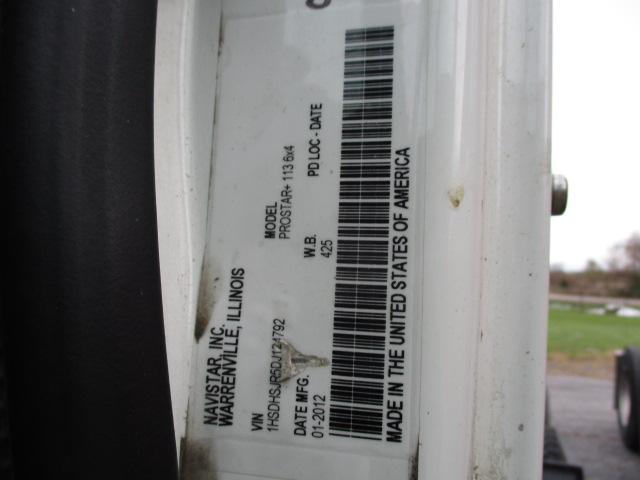 NAVISTAR, INC.
WARRENVILLE, ILLINOIS
VIN
1HSDHSJR5DJ124792
MODEL
PROSTAR+ 113 6x4
DATE MFG.
01-2012
W.B.
425
PD LOC - DATE
MADE IN THE UNITED STATES OF AMERICA